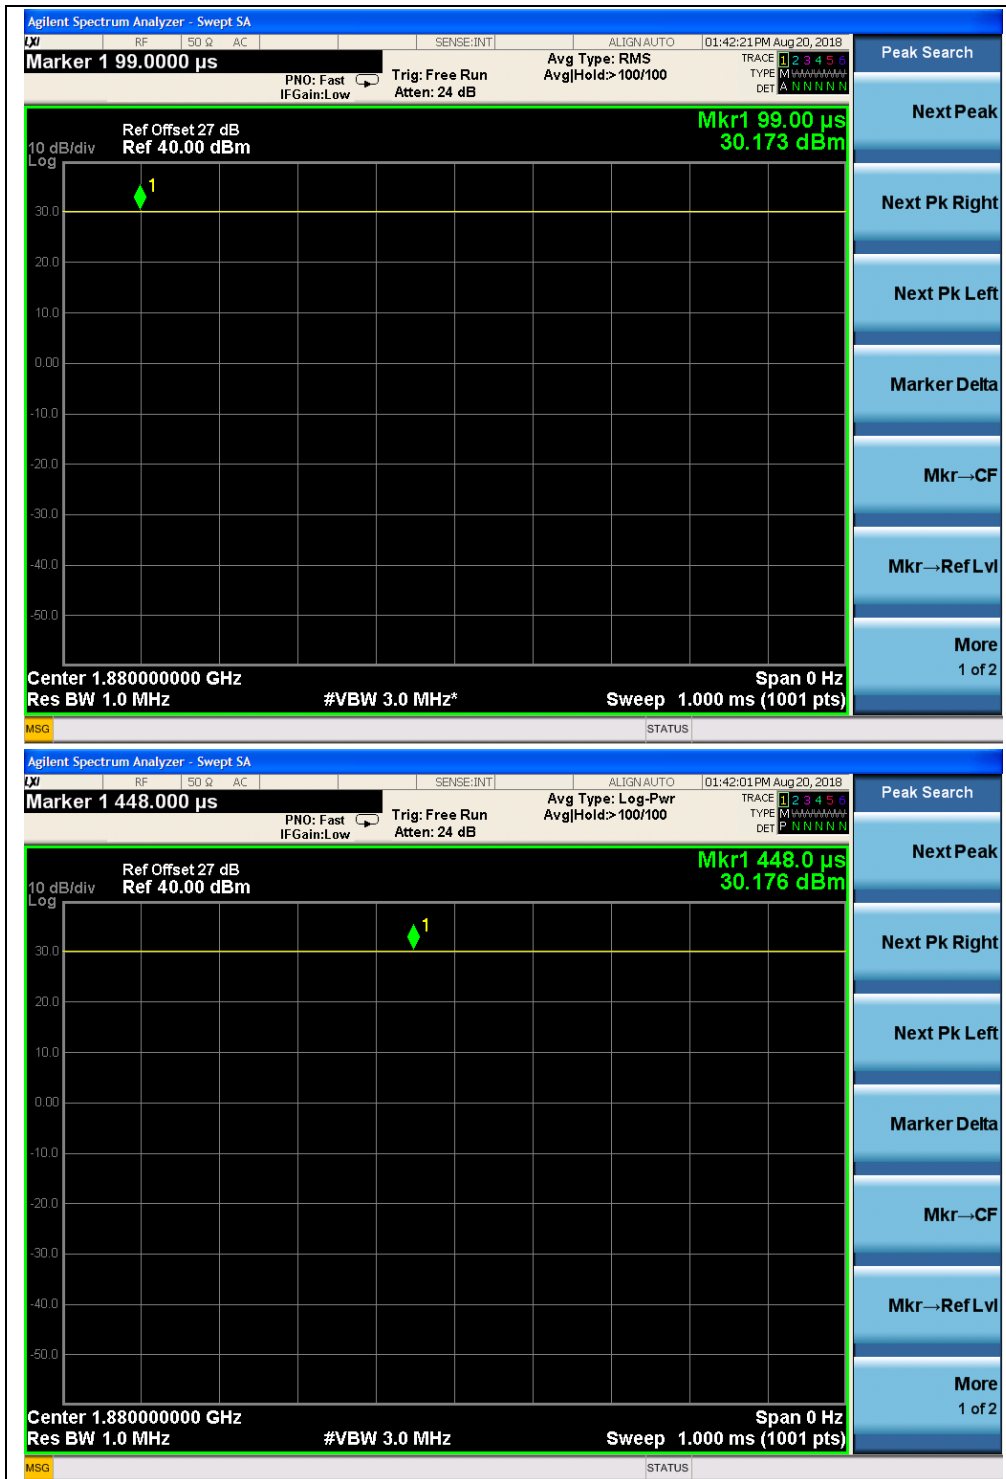 Agilent Spectrum Analyzer - Swept SA
LXI RF 50 Ω AC SENSE:INT ALIGN AUTO 01:42:21 PM Aug 20, 2018
Marker 1 99.0000 µs
PNO: Fast
IFGain:Low
Trig: Free Run
Atten: 24 dB
Avg Type: RMS
Avg|Hold:>100/100
TRACE 1 2 3 4 5 6
TYPE M
DET A N N N N N
Peak Search
Next Peak
Next Pk Right
Next Pk Left
Marker Delta
Mkr→CF
Mkr→Ref Lvl
More
1 of 2
Mkr1 99.00 µs
30.173 dBm
Ref Offset 27 dB
10 dB/div Ref 40.00 dBm
Log
1
30.0
20.0
10.0
0.00
-10.0
-20.0
-30.0
-40.0
-50.0
Center 1.880000000 GHz Span 0 Hz
Res BW 1.0 MHz #VBW 3.0 MHz* Sweep 1.000 ms (1001 pts)
MSG STATUS
Agilent Spectrum Analyzer - Swept SA
LXI RF 50 Ω AC SENSE:INT ALIGN AUTO 01:42:01 PM Aug 20, 2018
Marker 1 448.000 µs
PNO: Fast
IFGain:Low
Trig: Free Run
Atten: 24 dB
Avg Type: Log-Pwr
Avg|Hold:>100/100
TRACE 1 2 3 4 5 6
TYPE M
DET P N N N N N
Peak Search
Next Peak
Next Pk Right
Next Pk Left
Marker Delta
Mkr→CF
Mkr→Ref Lvl
More
1 of 2
Mkr1 448.0 µs
30.176 dBm
Ref Offset 27 dB
10 dB/div Ref 40.00 dBm
Log
1
30.0
20.0
10.0
0.00
-10.0
-20.0
-30.0
-40.0
-50.0
Center 1.880000000 GHz Span 0 Hz
Res BW 1.0 MHz #VBW 3.0 MHz Sweep 1.000 ms (1001 pts)
MSG STATUS